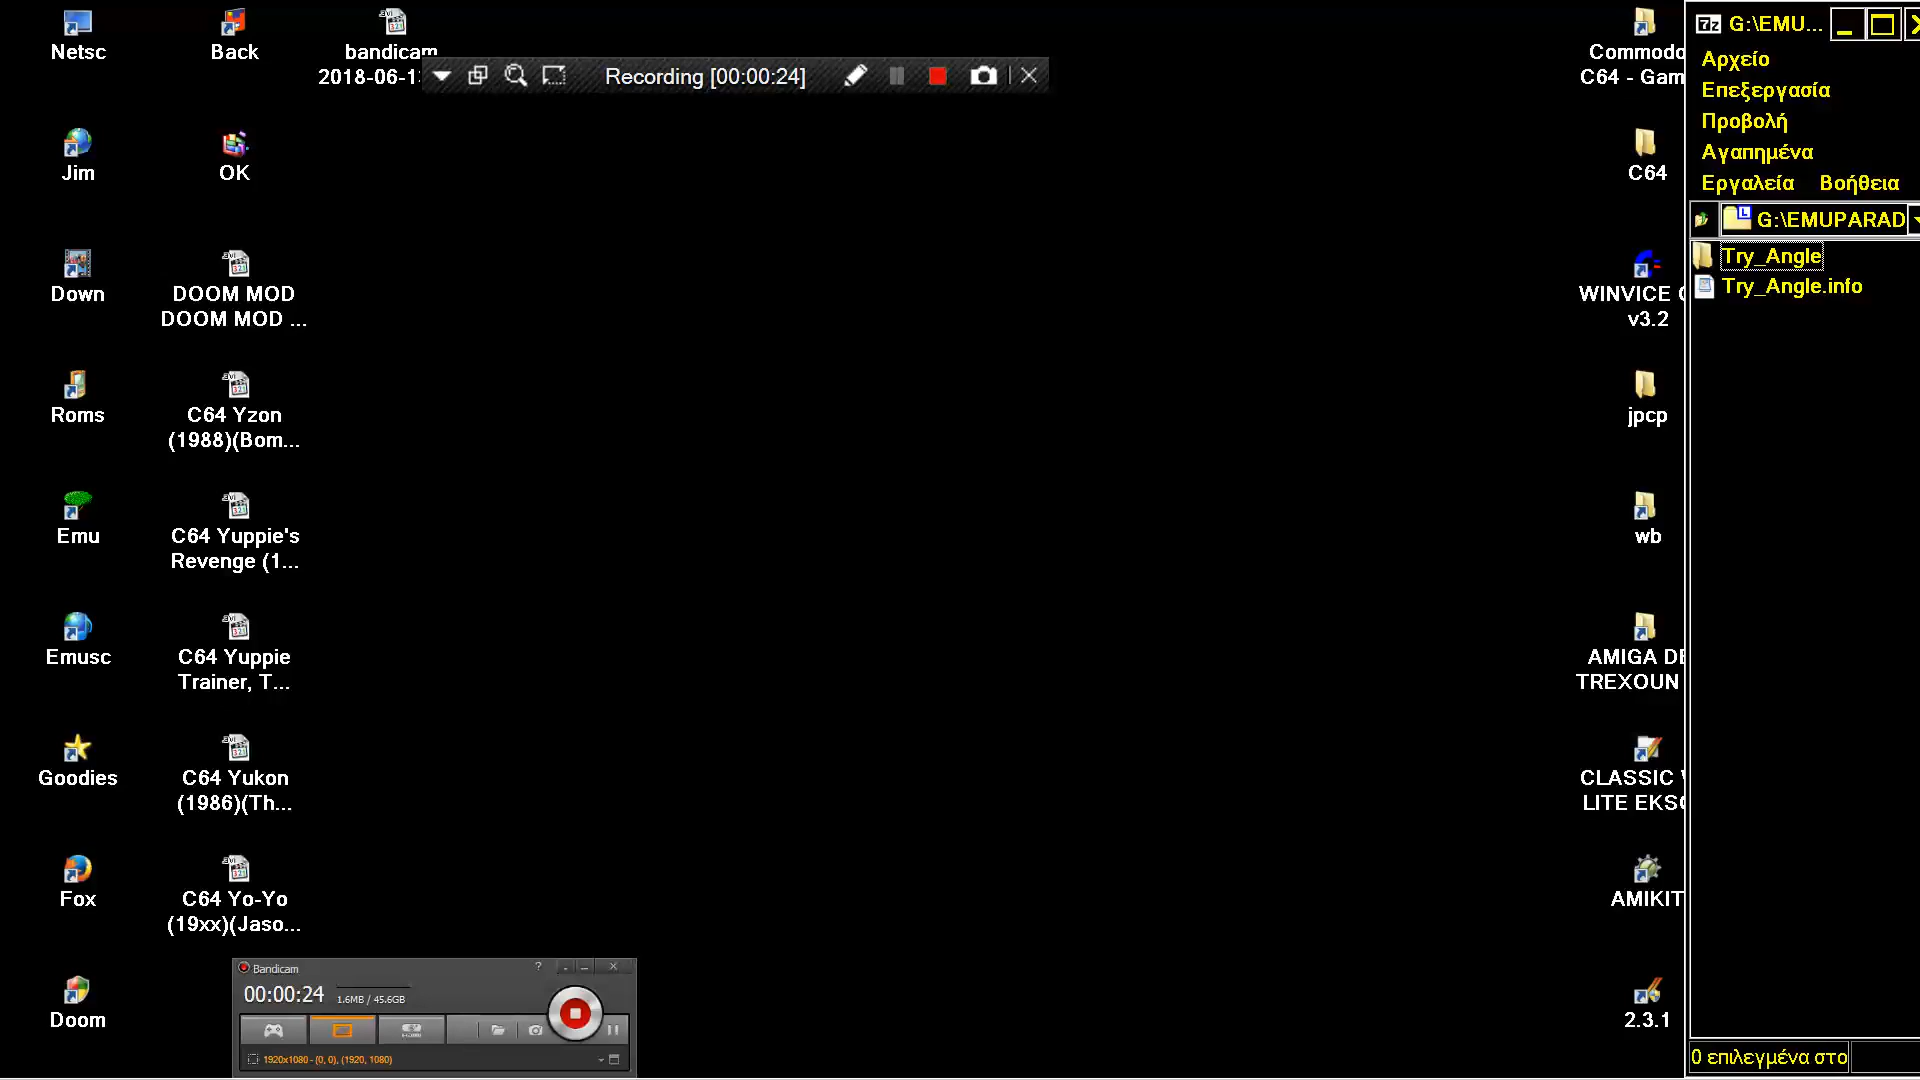 Netsc
Back
bandicam
2018-06-1
Recording [00:00:24]
Commodo
C64 - Gam
G:\EMU...
Αρχείο
Επεξεργασία
Προβολή
Αγαπημένα
Εργαλεία Βοήθεια
G:\EMUPARAD
Try_Angle
Try_Angle.info
Jim
OK
C64
Down
DOOM MOD
DOOM MOD ...
WINVICE
v3.2
Roms
C64 Yzon
(1988)(Bom...
jpcp
Emu
C64 Yuppie's
Revenge (1...
wb
Emusc
C64 Yuppie
Trainer, T...
AMIGA DE
TREXOUN
Goodies
C64 Yukon
(1986)(Th...
CLASSIC
LITE EKS
Fox
C64 Yo-Yo
(19xx)(Jaso...
AMIKIT
Doom
Bandicam
00:00:24 1.6MB / 45.6GB
1920x1080 - (0, 0), (1920, 1080)
2.3.1
0 επιλεγμένα στο